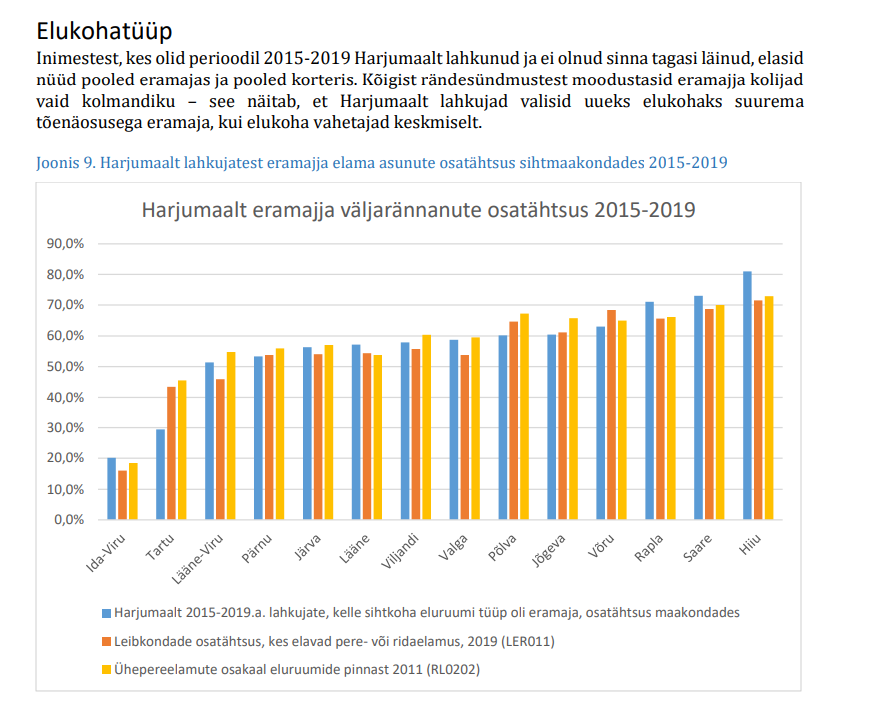 Elukohatüüp
Inimestest, kes olid perioodil 2015-2019 Harjumaalt lahkunud ja ei olnud sinna tagasi läinud, elasid
nüüd pooled eramajas ja pooled korteris. Kõigist rändesündmustest moodustasid eramajja kolijad
vaid kolmandiku – see näitab, et Harjumaalt lahkujad valisid uueks elukohaks suurema
tõenäosusega eramaja, kui elukoha vahetajad keskmiselt.
Joonis 9. Harjumaalt lahkujatest eramajja elama asunute osatähtsus sihtmaakondades 2015-2019
Harjumaalt eramajja väljarännanute osatähtsus 2015-2019
90,0%
80,0%
70,0%
60,0%
50,0%
40,0%
30,0%
20,0%
10,0%
0,0%
Ida-Viru
Tartu
Lääne-Viru
Pärnu
Järva
Lääne
Viljandi
Valga
Põlva
Jõgeva
Võru
Rapla
Saare
Hiiu
Harjumaalt 2015-2019.a. lahkujate, kelle sihtkoha eluruumi tüüp oli eramaja, osatähtsus maakondades
Leibkondade osatähtsus, kes elavad pere- või ridaelamus, 2019 (LER011)
Ühepereelamute osakaal eluruumide pinnast 2011 (RL0202)